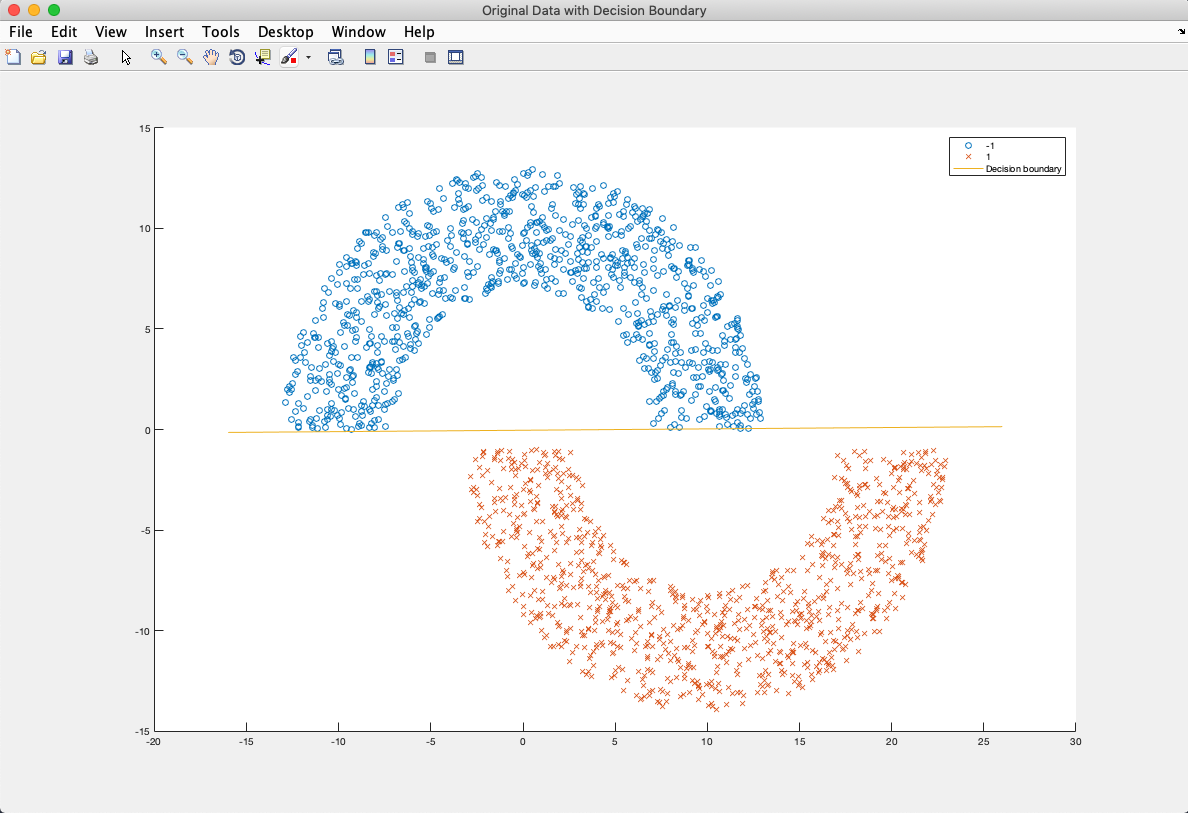 Original Data with Decision Boundary
File Edit View Insert Tools Desktop Window Help
-1
1
Decision boundary
15
10
5
0
-5
-10
-15
-20 -15 -10 -5 0 5 10 15 20 25 30